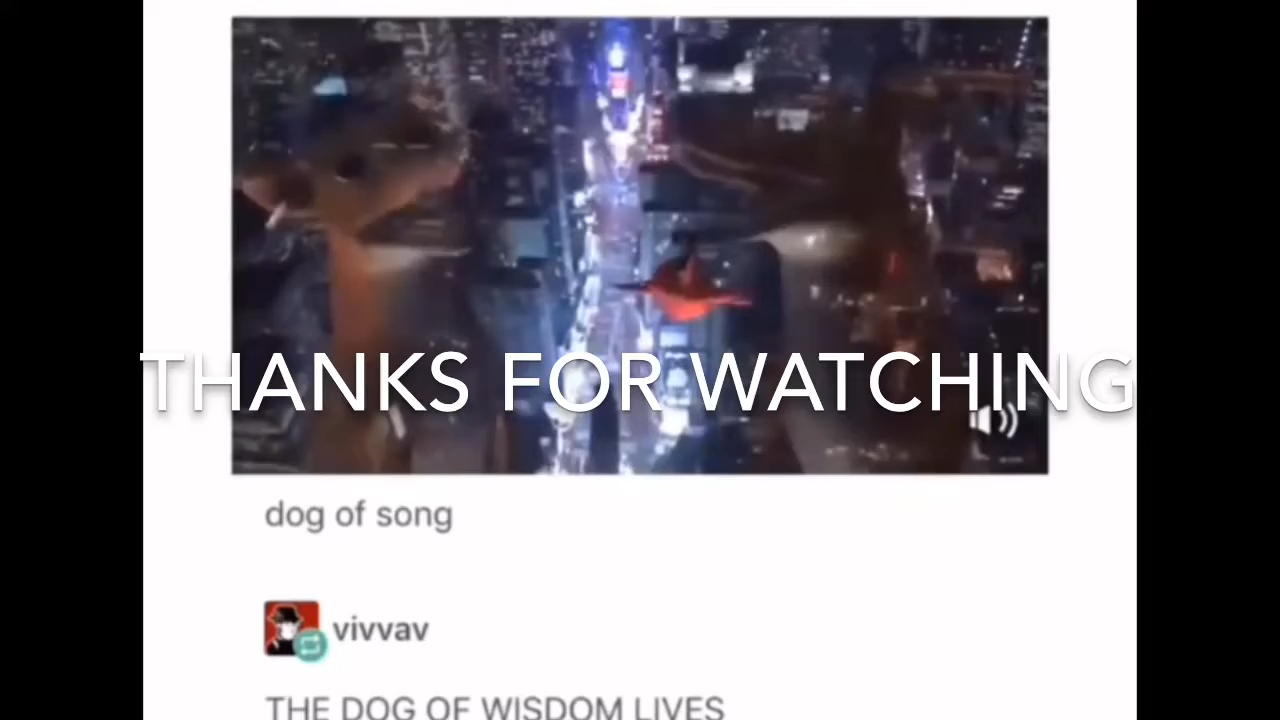 THANKS FOR WATCHING
dog of song
vivvav
THE DOG OF WISDOM LIVES